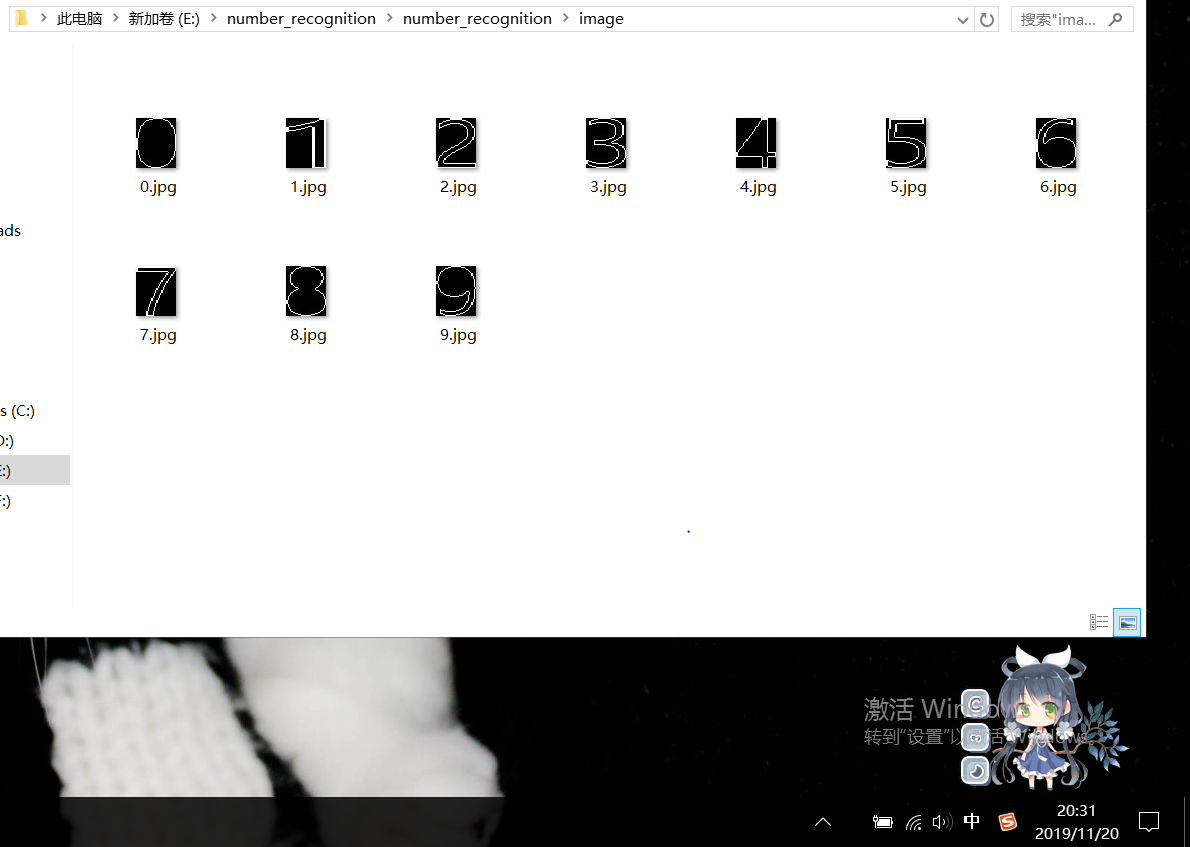 此电脑 > 新加卷 (E:) > number_recognition > number_recognition > image
搜索"ima...
0.jpg 1.jpg 2.jpg 3.jpg 4.jpg 5.jpg 6.jpg
ads
7.jpg 8.jpg 9.jpg
s (C:)
D:)
E:)
F:)
激活 Windows
转到"设置"以激活 Windows。
中
20:31
2019/11/20